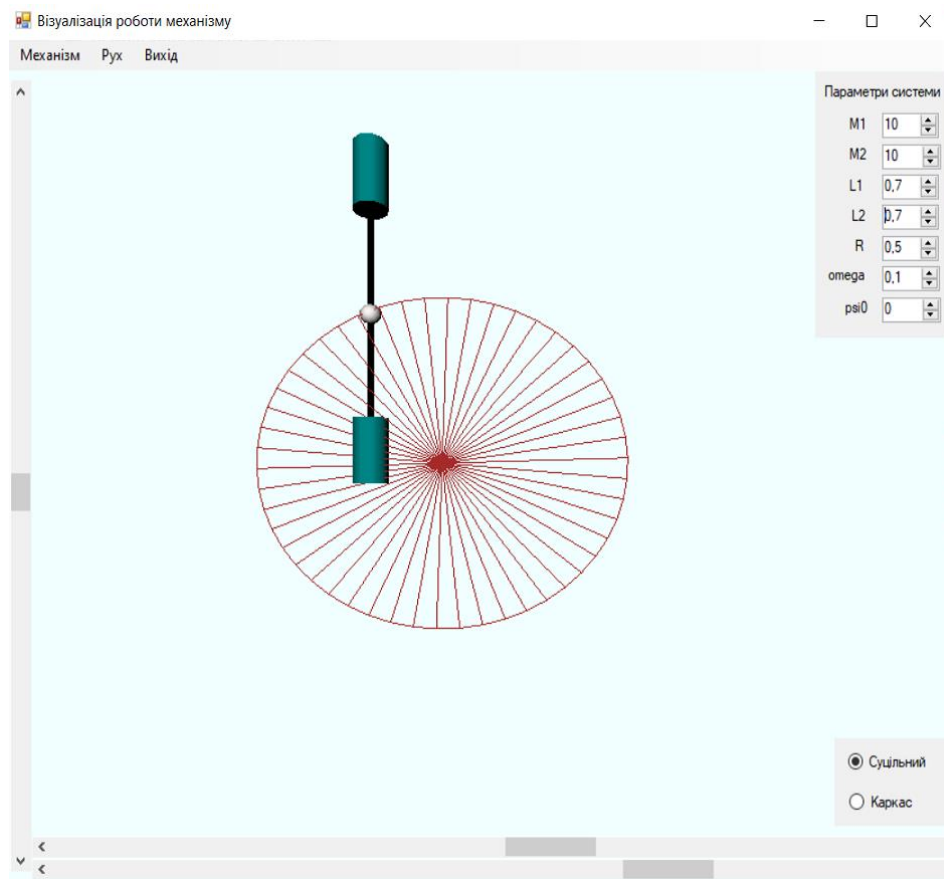 Візуалізація роботи механізму
Механізм Рух Вихід
Параметри системи
M1 10
M2 10
L1 0,7
L2 0,7
R 0,5
omega 0,1
psi0 0
Суцільний
Каркас